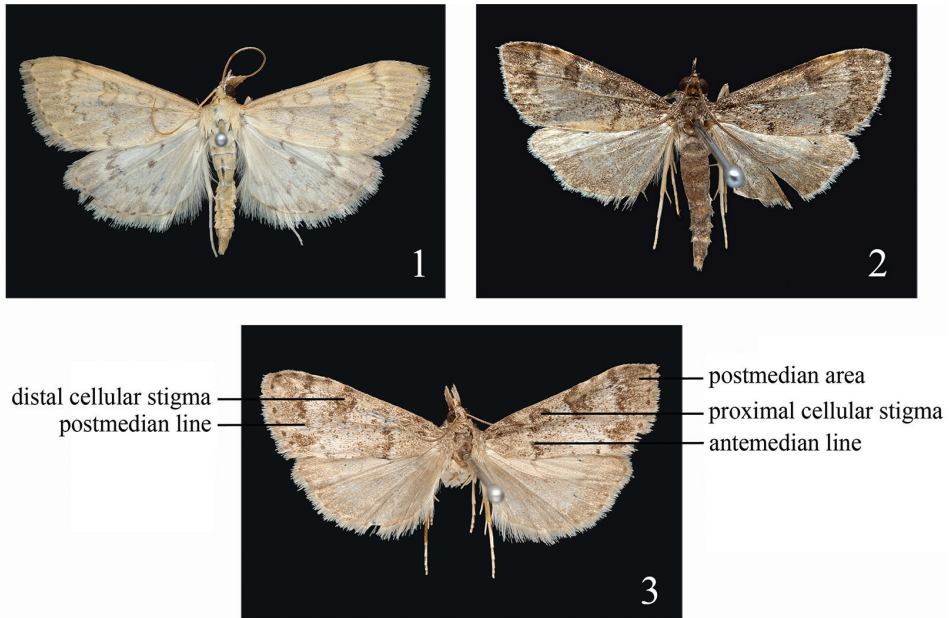 1
2
distal cellular stigma
postmedian line
postmedian area
proximal cellular stigma
antemedian line
3